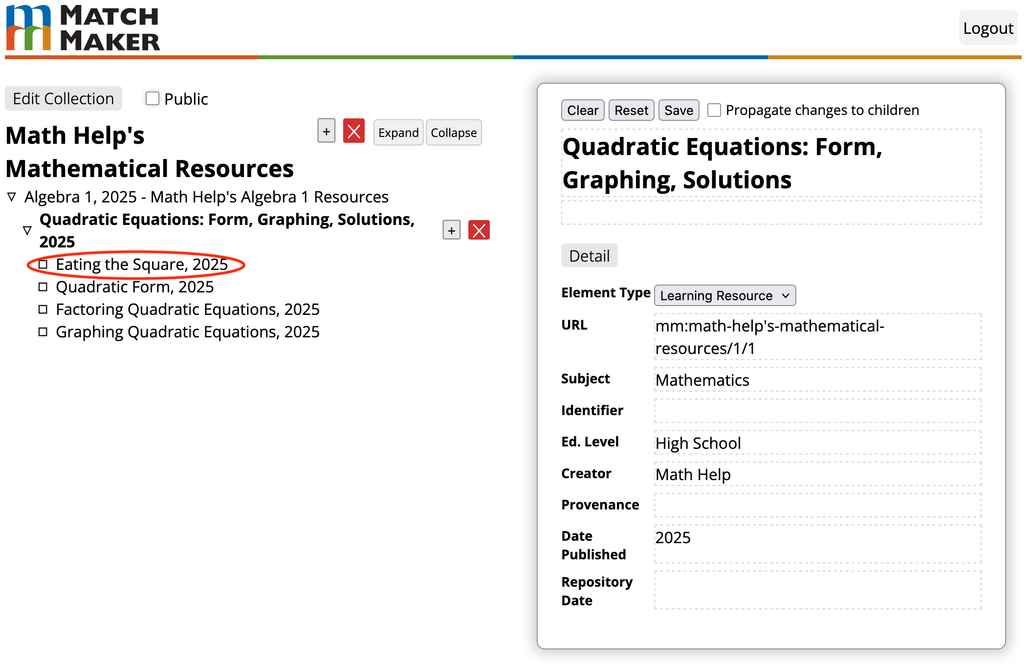 MATCH
MAKER
Logout
Edit Collection
Public
Math Help's
Mathematical Resources
+
Expand
Collapse
Algebra 1, 2025 - Math Help's Algebra 1 Resources
Quadratic Equations: Form, Graphing, Solutions,
2025
+
Eating the Square, 2025
Quadratic Form, 2025
Factoring Quadratic Equations, 2025
Graphing Quadratic Equations, 2025
Clear
Reset
Save
Propagate changes to children
Quadratic Equations: Form,
Graphing, Solutions
Detail
Element Type Learning Resource
URL mm:math-help's-mathematical-
resources/1/1
Subject Mathematics
Identifier
Ed. Level High School
Creator Math Help
Provenance
Date 2025
Published
Repository
Date